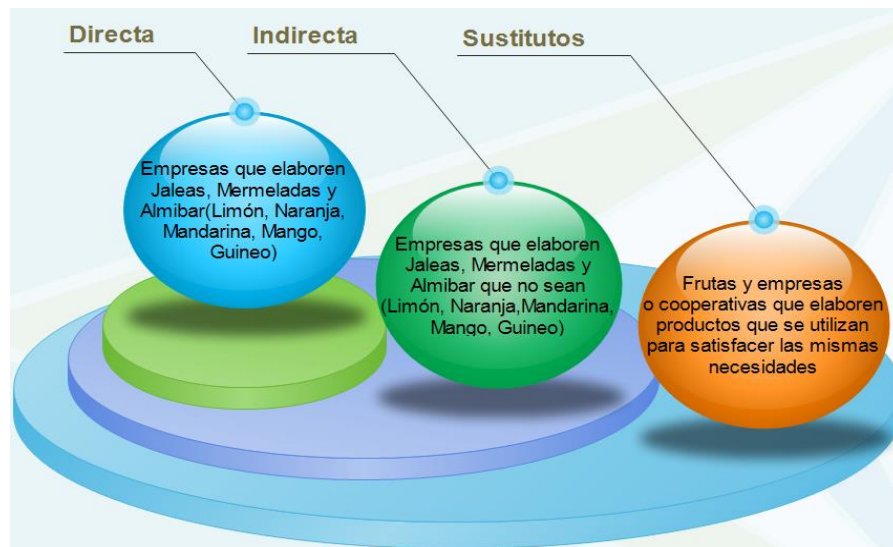 Directa
Indirecta
Sustitutos
Empresas que elaboren
Jaleas, Mermeladas y
Almibar(Limón, Naranja,
Mandarina, Mango,
Guineo)
Empresas que elaboren
Jaleas, Mermeladas y
Almibar que no sean
(Limón, Naranja,Mandarina,
Mango, Guineo)
Frutas y empresas
o cooperativas que elaboren
productos que se utilizan
para satisfacer las mismas
necesidades